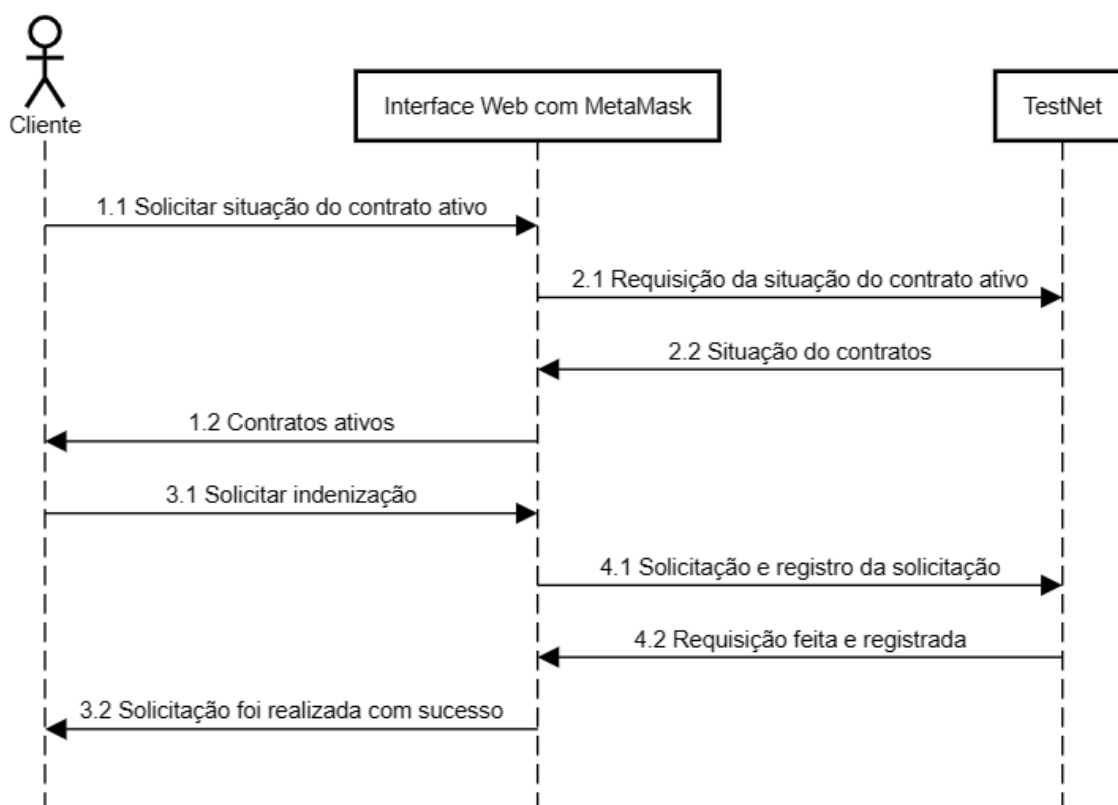 Cliente
Interface Web com MetaMask
TestNet
1.1 Solicitar situação do contrato ativo
2.1 Requisição da situação do contrato ativo
2.2 Situação do contratos
1.2 Contratos ativos
3.1 Solicitar indenização
4.1 Solicitação e registro da solicitação
4.2 Requisição feita e registrada
3.2 Solicitação foi realizada com sucesso